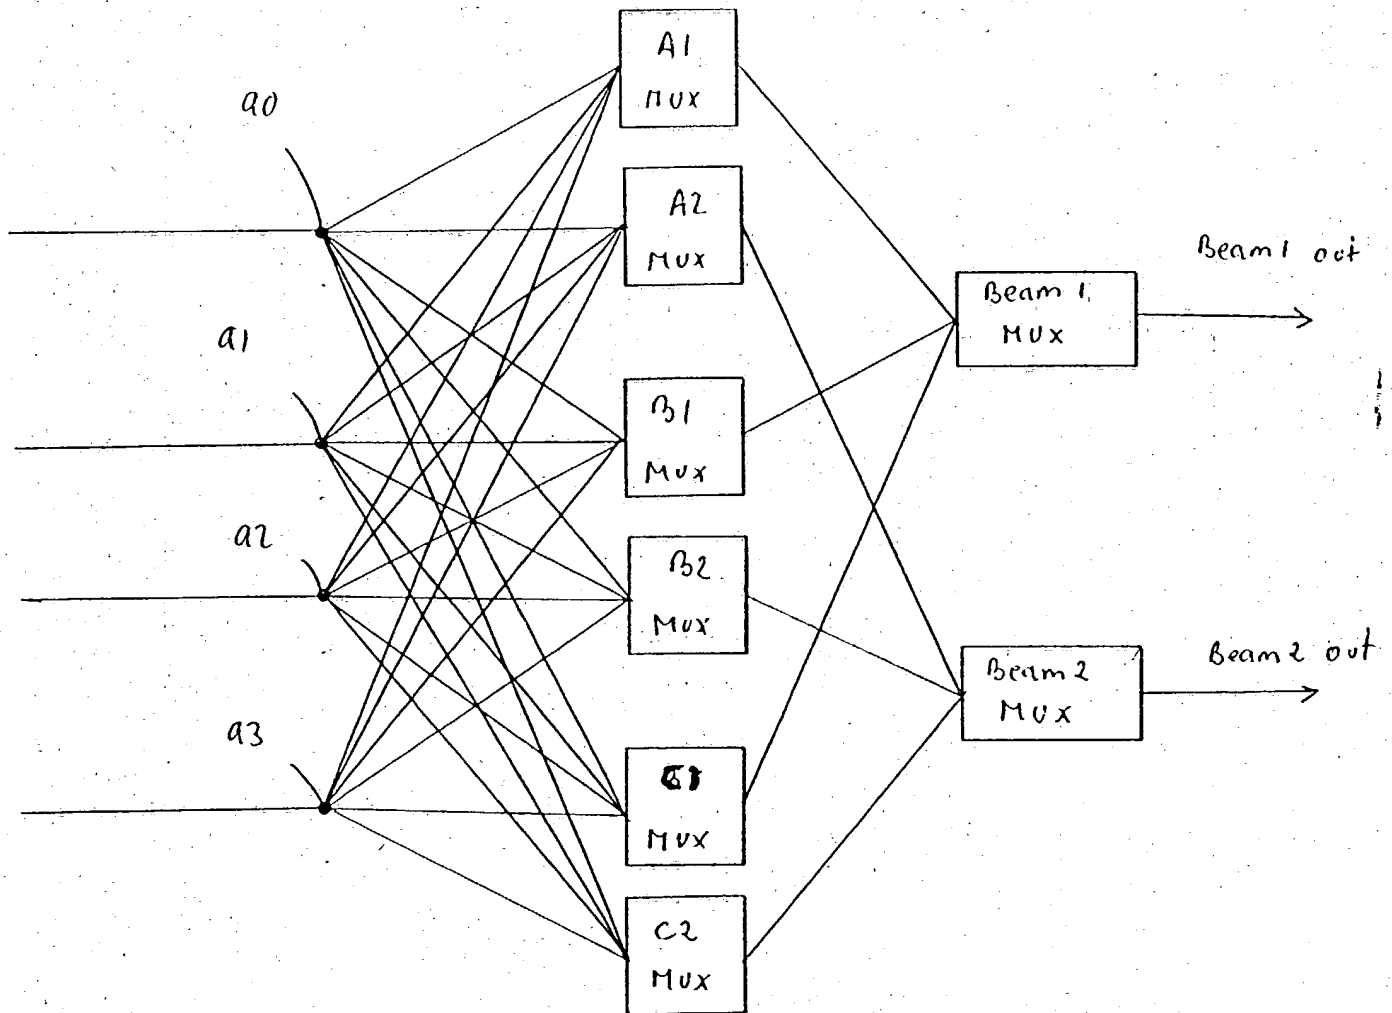 a0
a1
a2
a3
A1
MUX
A2
MUX
B1
MUX
B2
MUX
MUX
C2
MUX
Beam 1
MUX
Beam 2
MUX
Beam 1 out
Beam 2 out